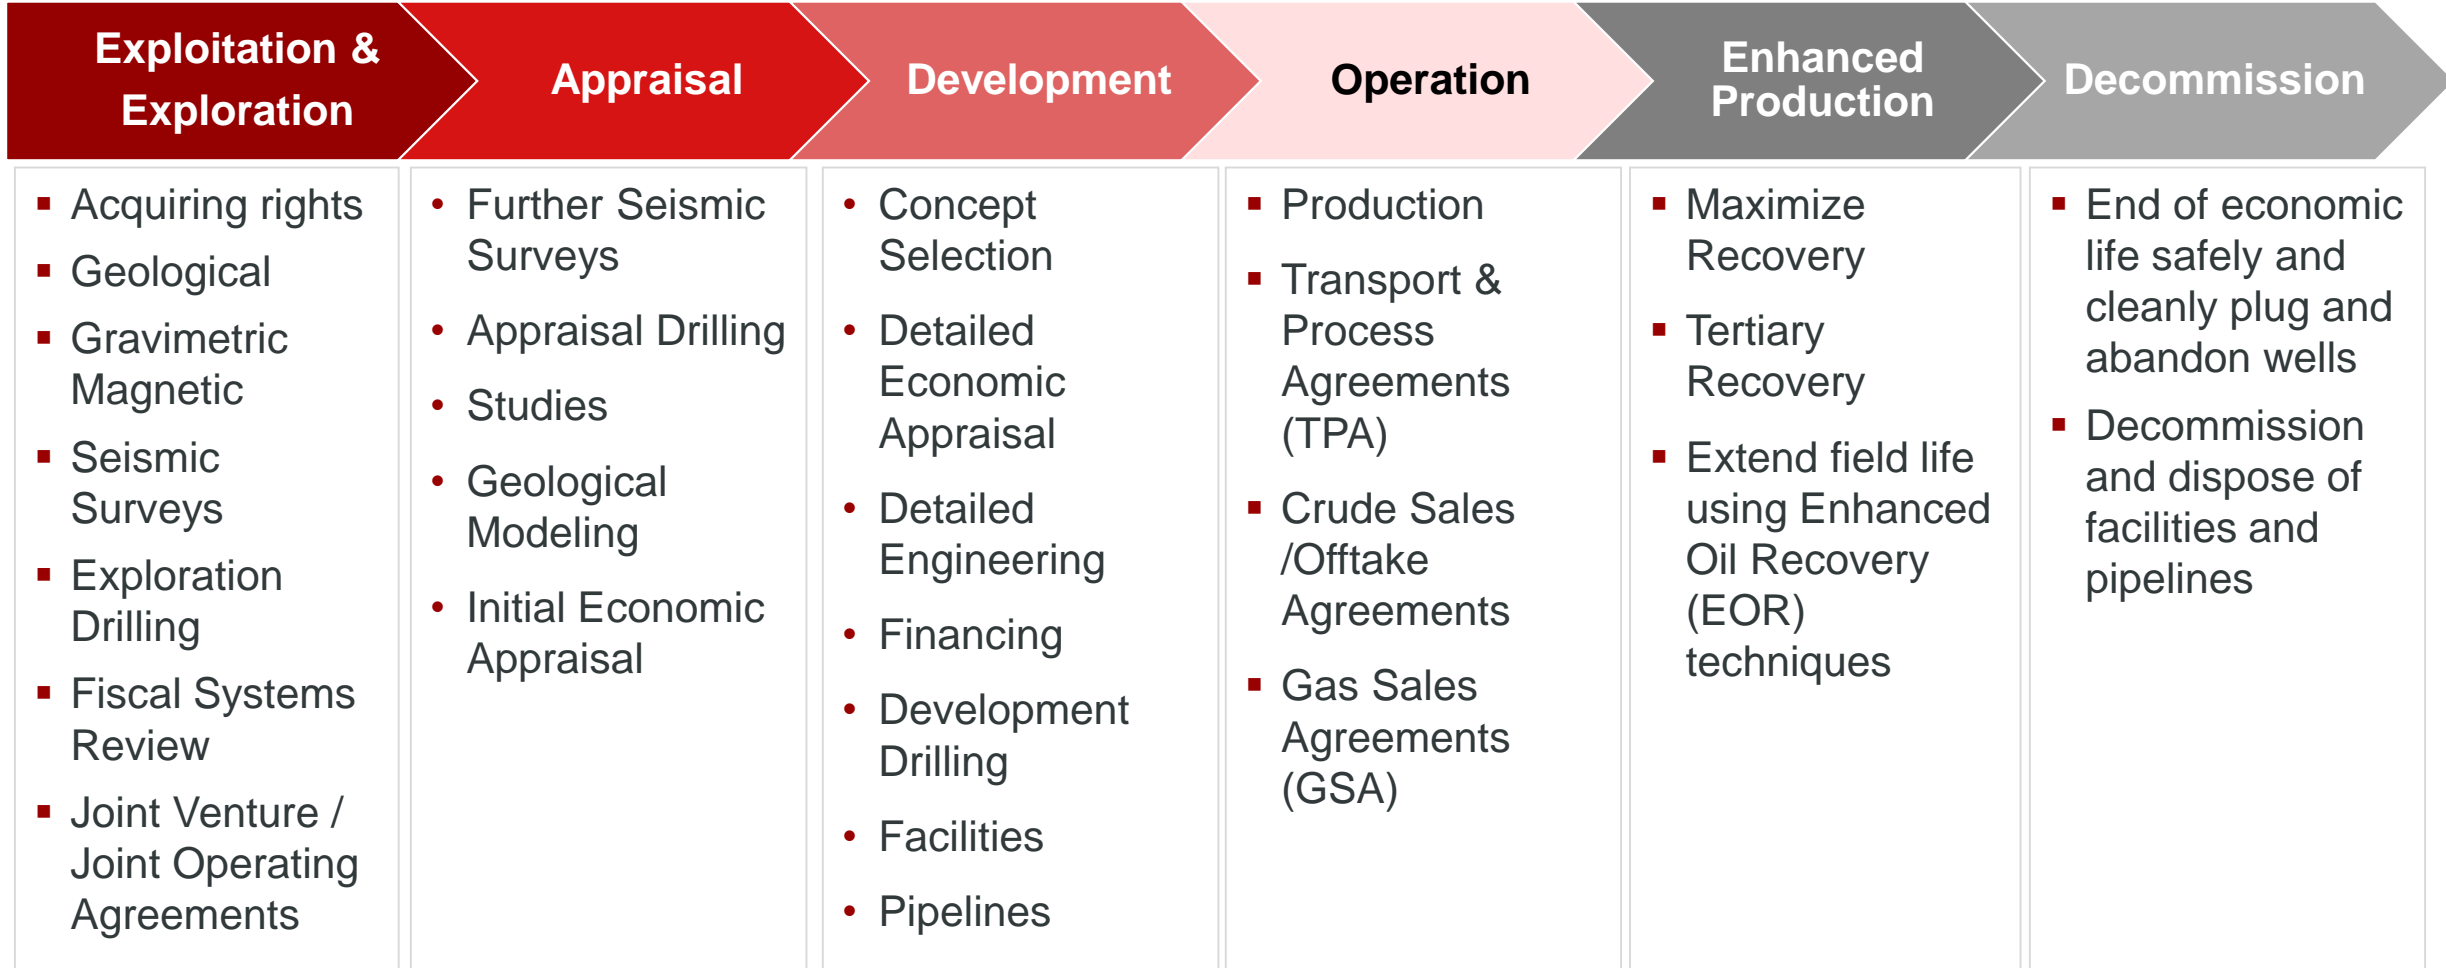 Exploitation &
Exploration
Appraisal
Development
Operation
Enhanced
Production
Decommission
▪ Acquiring rights
▪ Geological
▪ Gravimetric
Magnetic
▪ Seismic
Surveys
▪ Exploration
Drilling
▪ Fiscal Systems
Review
▪ Joint Venture /
Joint Operating
Agreements
• Further Seismic
Surveys
• Appraisal Drilling
• Studies
• Geological
Modeling
• Initial Economic
Appraisal
• Concept
Selection
• Detailed
Economic
Appraisal
• Detailed
Engineering
• Financing
• Development
Drilling
• Facilities
• Pipelines
▪ Production
▪ Transport &
Process
Agreements
(TPA)
▪ Crude Sales
/Offtake
Agreements
▪ Gas Sales
Agreements
(GSA)
▪ Maximize
Recovery
▪ Tertiary
Recovery
▪ Extend field life
using Enhanced
Oil Recovery
(EOR)
techniques
▪ End of economic
life safely and
cleanly plug and
abandon wells
▪ Decommission
and dispose of
facilities and
pipelines